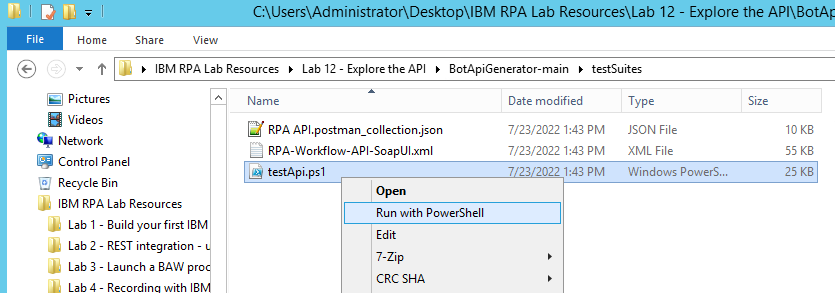 C:\Users\Administrator\Desktop\IBM RPA Lab Resources\Lab 12 - Explore the API\BotAp
File Home Share View
IBM RPA Lab Resources Lab 12 - Explore the API BotApiGenerator-main testSuites
Pictures
Videos
Network
Control Panel
Recycle Bin
IBM RPA Lab Resources
Lab 1 - Build your first IBM
Lab 2 - REST integration - u
Lab 3 - Launch a BAW proc
Lab 4 - Recording with IBM
Name Date modified Type Size
RPA API.postman_collection.json 7/23/2022 1:43 PM JSON File 10 KB
RPA-Workflow-API-SoapUI.xml 7/23/2022 1:43 PM XML File 55 KB
testApi.ps1 7/23/2022 1:43 PM Windows PowerS... 25 KB
Open
Run with PowerShell
Edit
7-Zip
CRC SHA